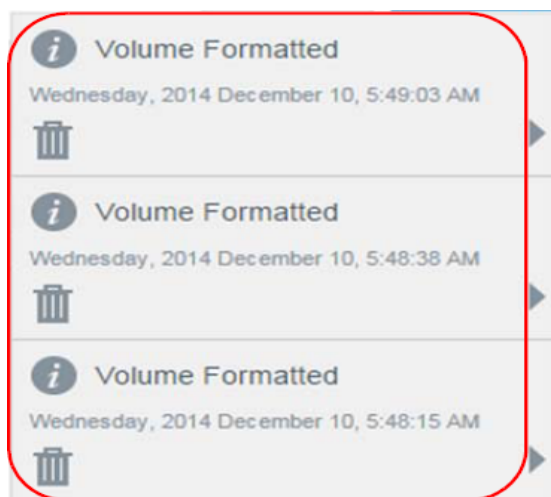 Volume Formatted
Wednesday, 2014 December 10, 5:49:03 AM
Volume Formatted
Wednesday, 2014 December 10, 5:48:38 AM
Volume Formatted
Wednesday, 2014 December 10, 5:48:15 AM